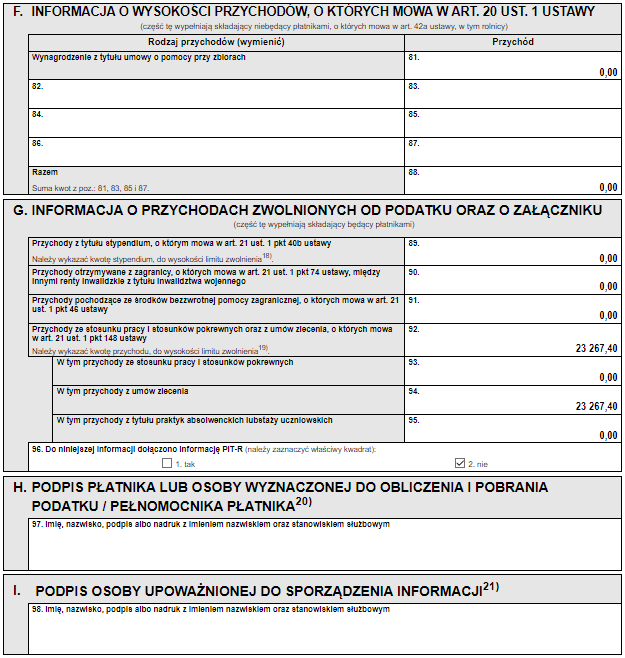 F. INFORMACJA O WYSOKOŚCI PRZYCHODÓW, O KTÓRYCH MOWA W ART. 20 UST. 1 USTAWY
(część tę wypełniają składający niebędący płatnikami, o których mowa w art. 42a ustawy, w tym rolnicy)
Rodzaj przychodów (wymienić) Przychód
Wynagrodzenie z tytułu umowy o pomocy przy zbiorach 81.
0,00
82. 83.
84. 85.
86. 87.
Razem 88.
Suma kwot z poz.: 81, 83, 85 i 87. 0,00
G. INFORMACJA O PRZYCHODACH ZWOLNIONYCH OD PODATKU ORAZ O ZAŁĄCZNIKU
(część tę wypełniają składający będący płatnikami)
Przychody z tytułu stypendium, o którym mowa w art. 21 ust. 1 pkt 40b ustawy 89.
Należy wykazać kwotę stypendium, do wysokości limitu zwolnienia18). 0,00
Przychody otrzymywane z zagranicy, o których mowa w art. 21 ust. 1 pkt 74 ustawy, między 90.
innymi renty inwalidzkie z tytułu inwalidztwa wojennego 0,00
Przychody pochodzące ze środków bezzwrotnej pomocy zagranicznej, o których mowa w art. 21 91.
ust. 1 pkt 46 ustawy 0,00
Przychody ze stosunku pracy i stosunków pokrewnych oraz z umów zlecenia, o których mowa 92.
w art. 21 ust. 1 pkt 148 ustawy
Należy wykazać kwotę przychodu, do wysokości limitu zwolnienia19). 23 267,40
W tym przychody ze stosunku pracy i stosunków pokrewnych 93.
0,00
W tym przychody z umów zlecenia 94.
23 267,40
W tym przychody z tytułu praktyk absolwenckich lubstaży uczniowskich 95.
0,00
96. Do niniejszej informacji dołączono informację PIT-R (należy zaznaczyć właściwy kwadrat):
1. tak 2. nie
H. PODPIS PŁATNIKA LUB OSOBY WYZNACZONEJ DO OBLICZENIA I POBRANIA
PODATKU / PEŁNOMOCNIKA PŁATNIKA20)
97. Imię, nazwisko, podpis albo nadruk z imieniem nazwiskiem oraz stanowiskiem służbowym
I. PODPIS OSOBY UPOWAŻNIONEJ DO SPORZĄDZENIA INFORMACJI21)
98. Imię, nazwisko, podpis albo nadruk z imieniem nazwiskiem oraz stanowiskiem służbowym